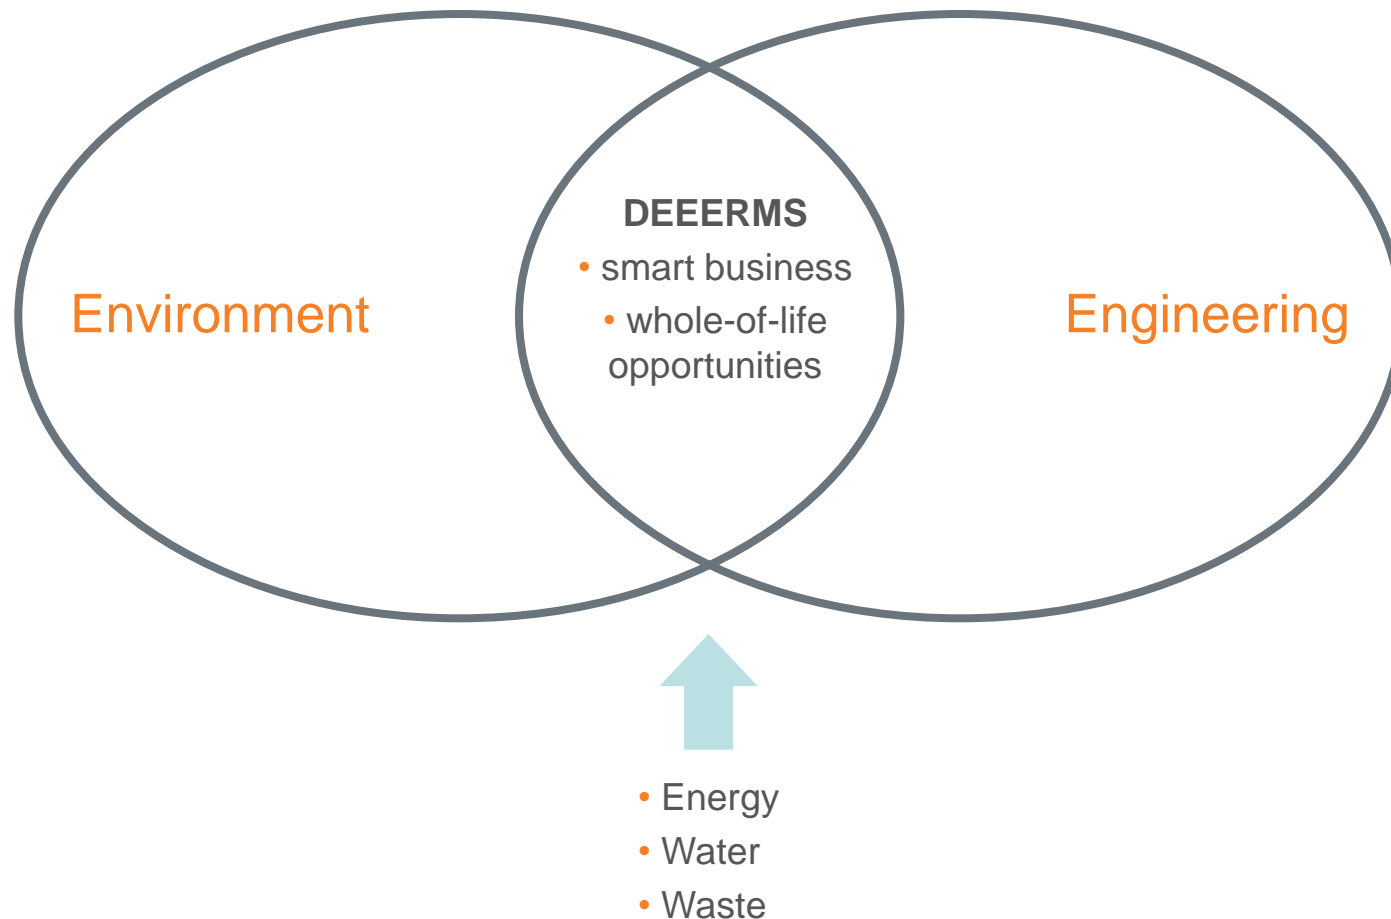 DEEERMS
• smart business
Environment
Engineering
• whole-of-life
opportunities
• Energy
• Water
• Waste